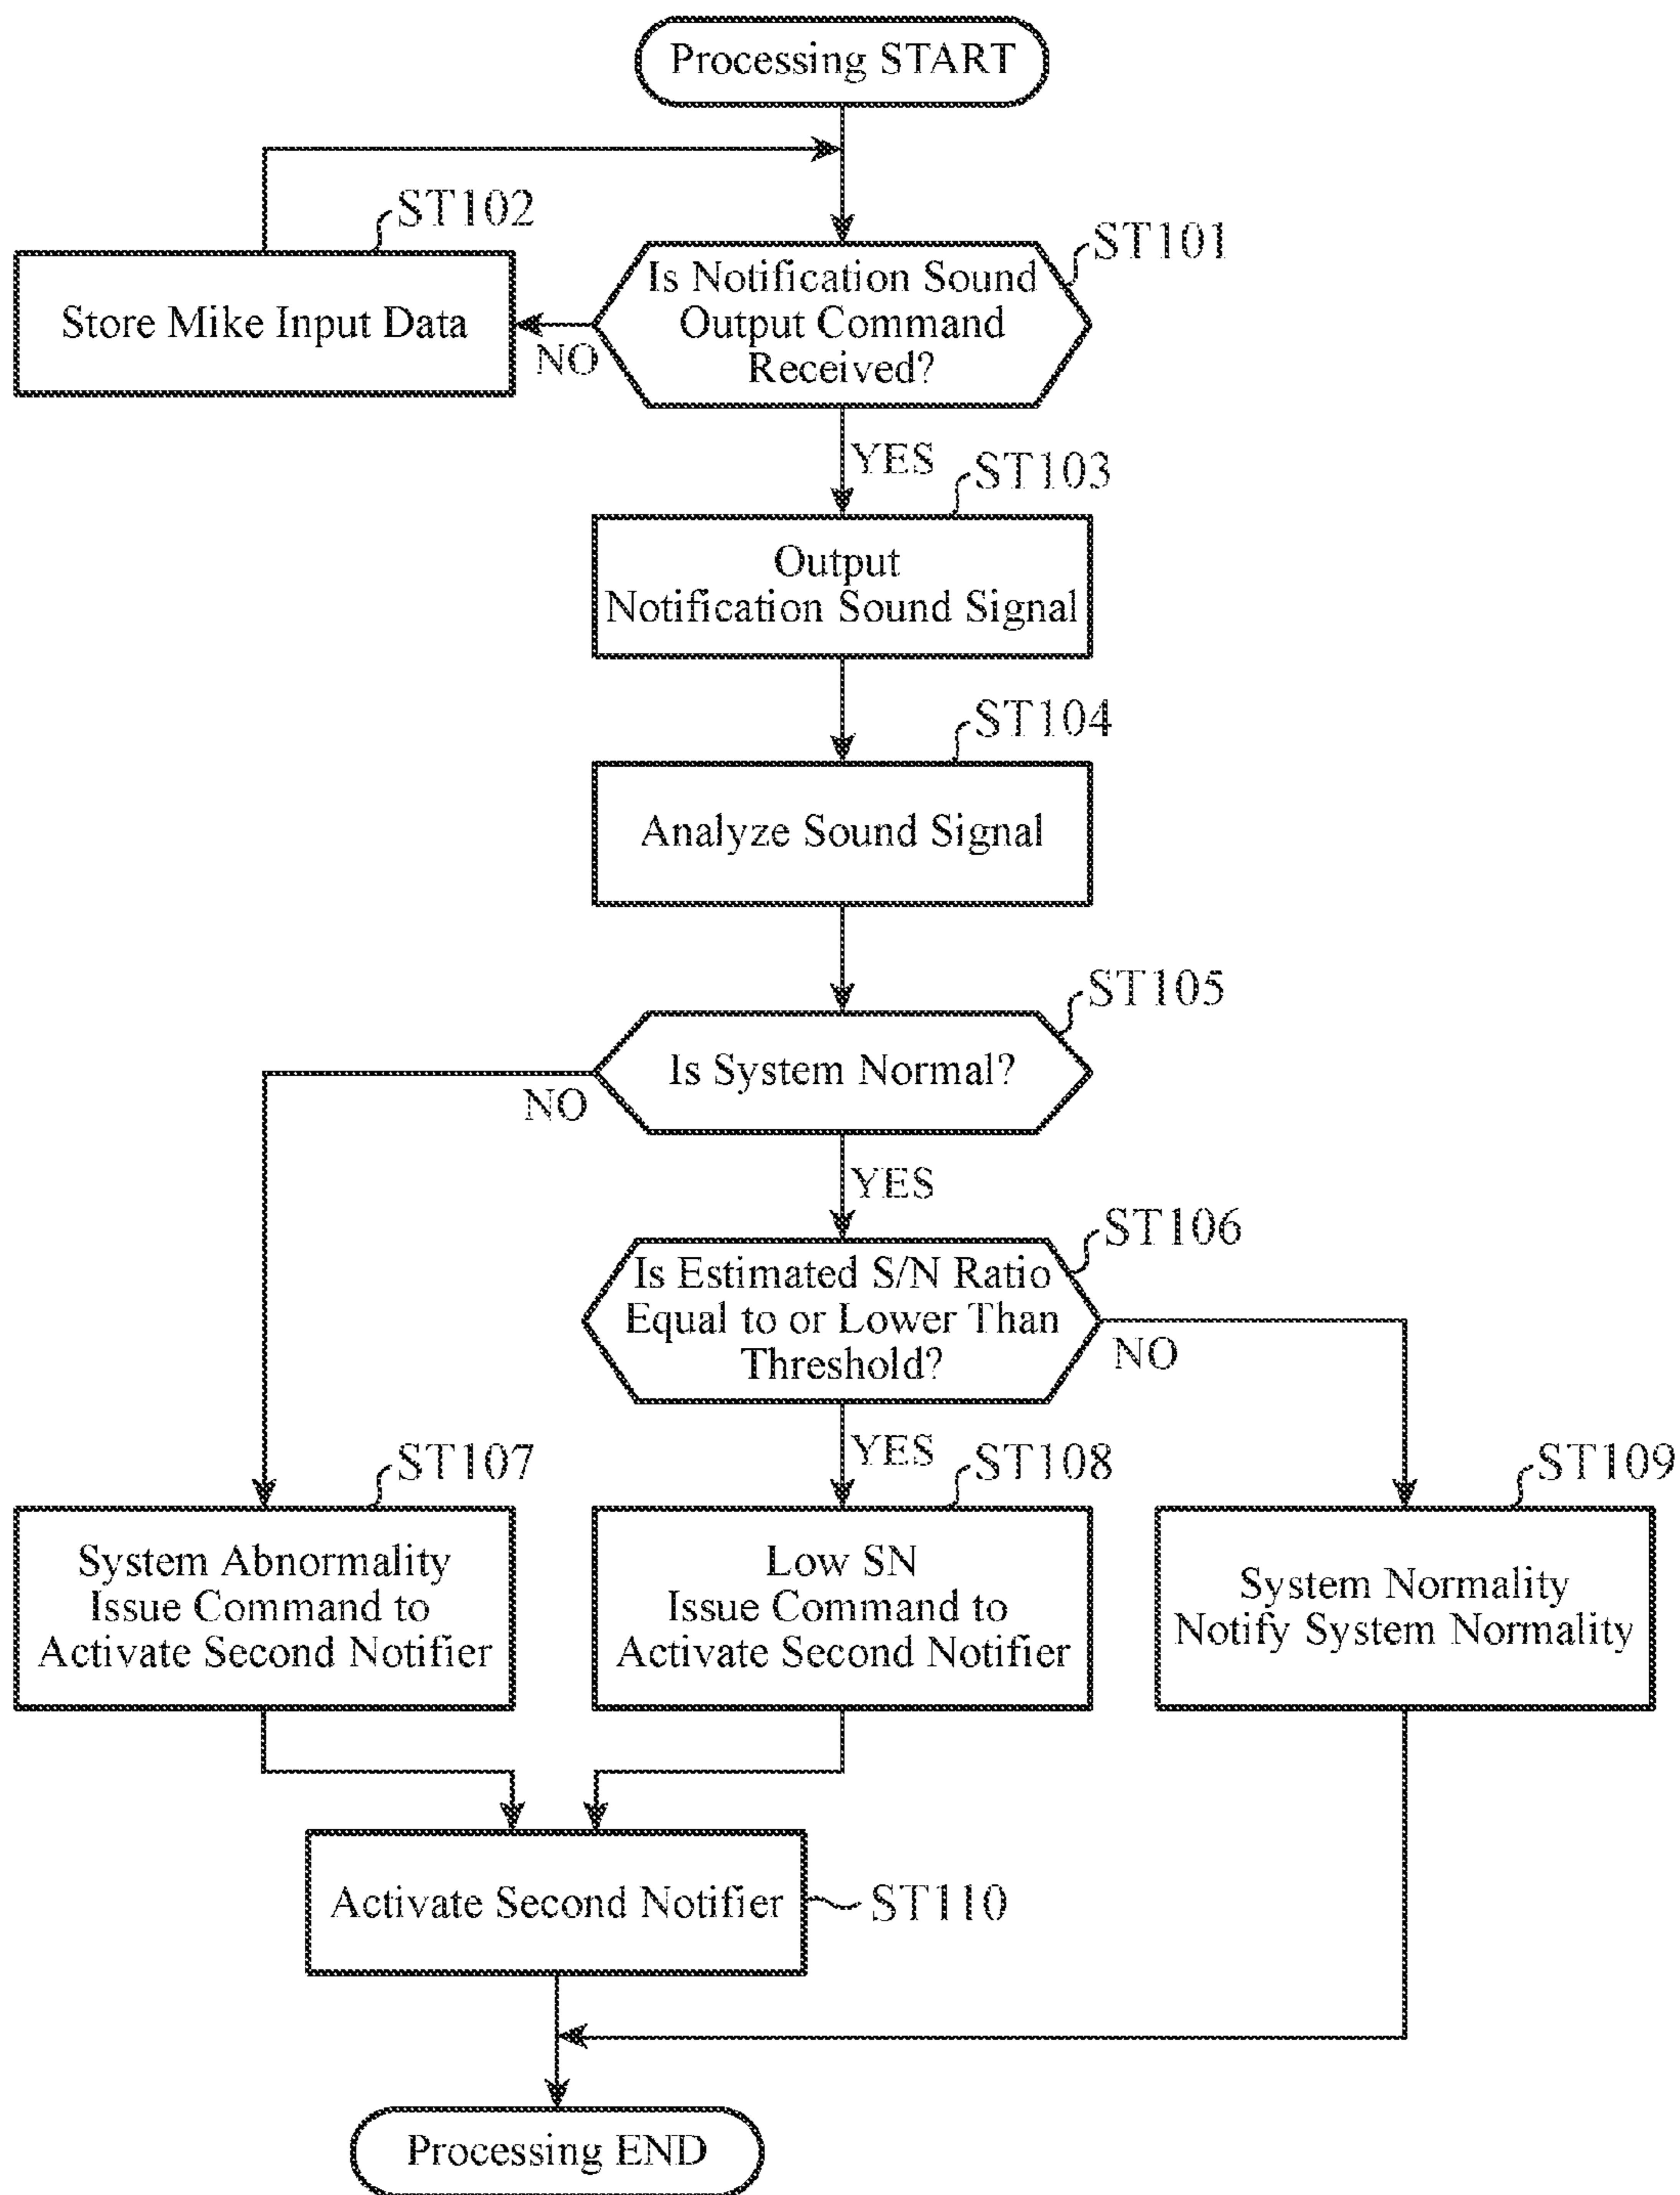 Processing START
ST102
ST101
Is Notification Sound
Output Command
Received?
Store Mike Input Data
NO
YES
ST103
Output
Notification Sound Signal
ST104
Analyze Sound Signal
ST105
Is System Normal?
NO
YES
ST106
Is Estimated S/N Ratio
Equal to or Lower Than
Threshold?
NO
YES
ST107
System Abnormality
Issue Command to
Activate Second Notifier
ST108
Low SN
Issue Command to
Activate Second Notifier
ST109
System Normality
Notify System Normality
Activate Second Notifier
ST110
Processing END